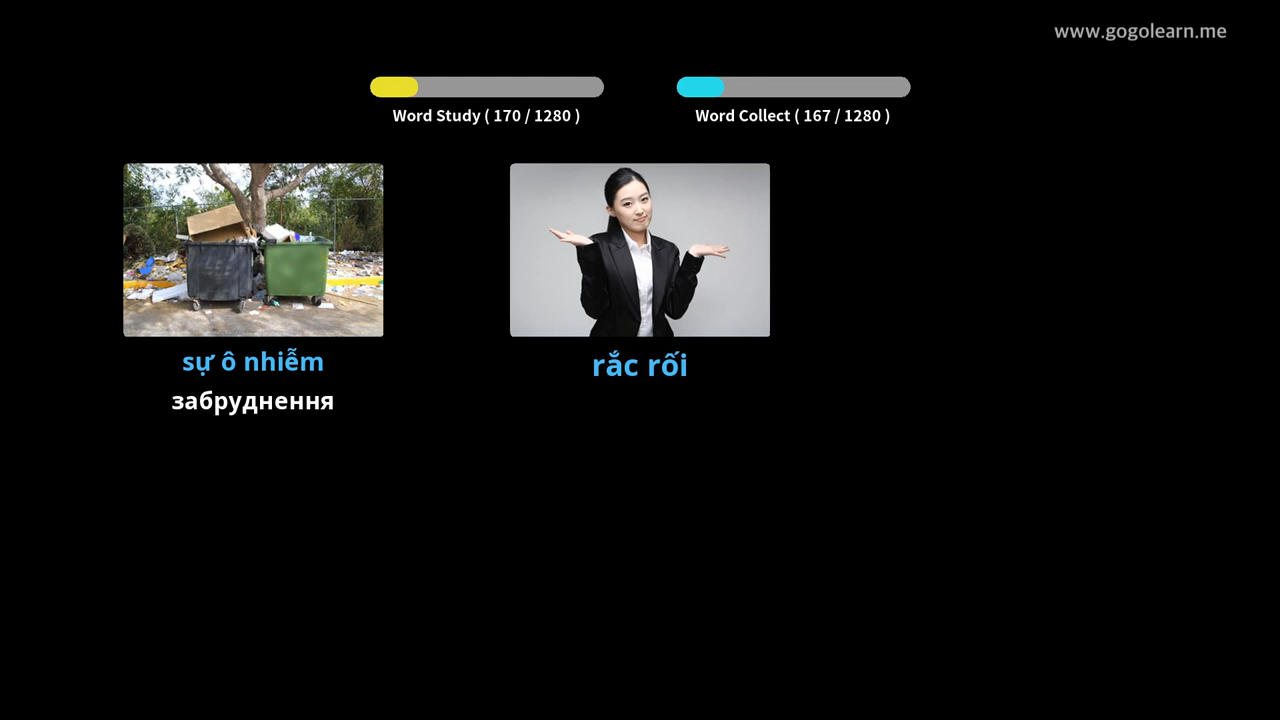 www.gogolearn.me
Word Study ( 170 / 1280 )
Word Collect ( 167 / 1280 )
sự ô nhiễm
забруднення
rắc rối